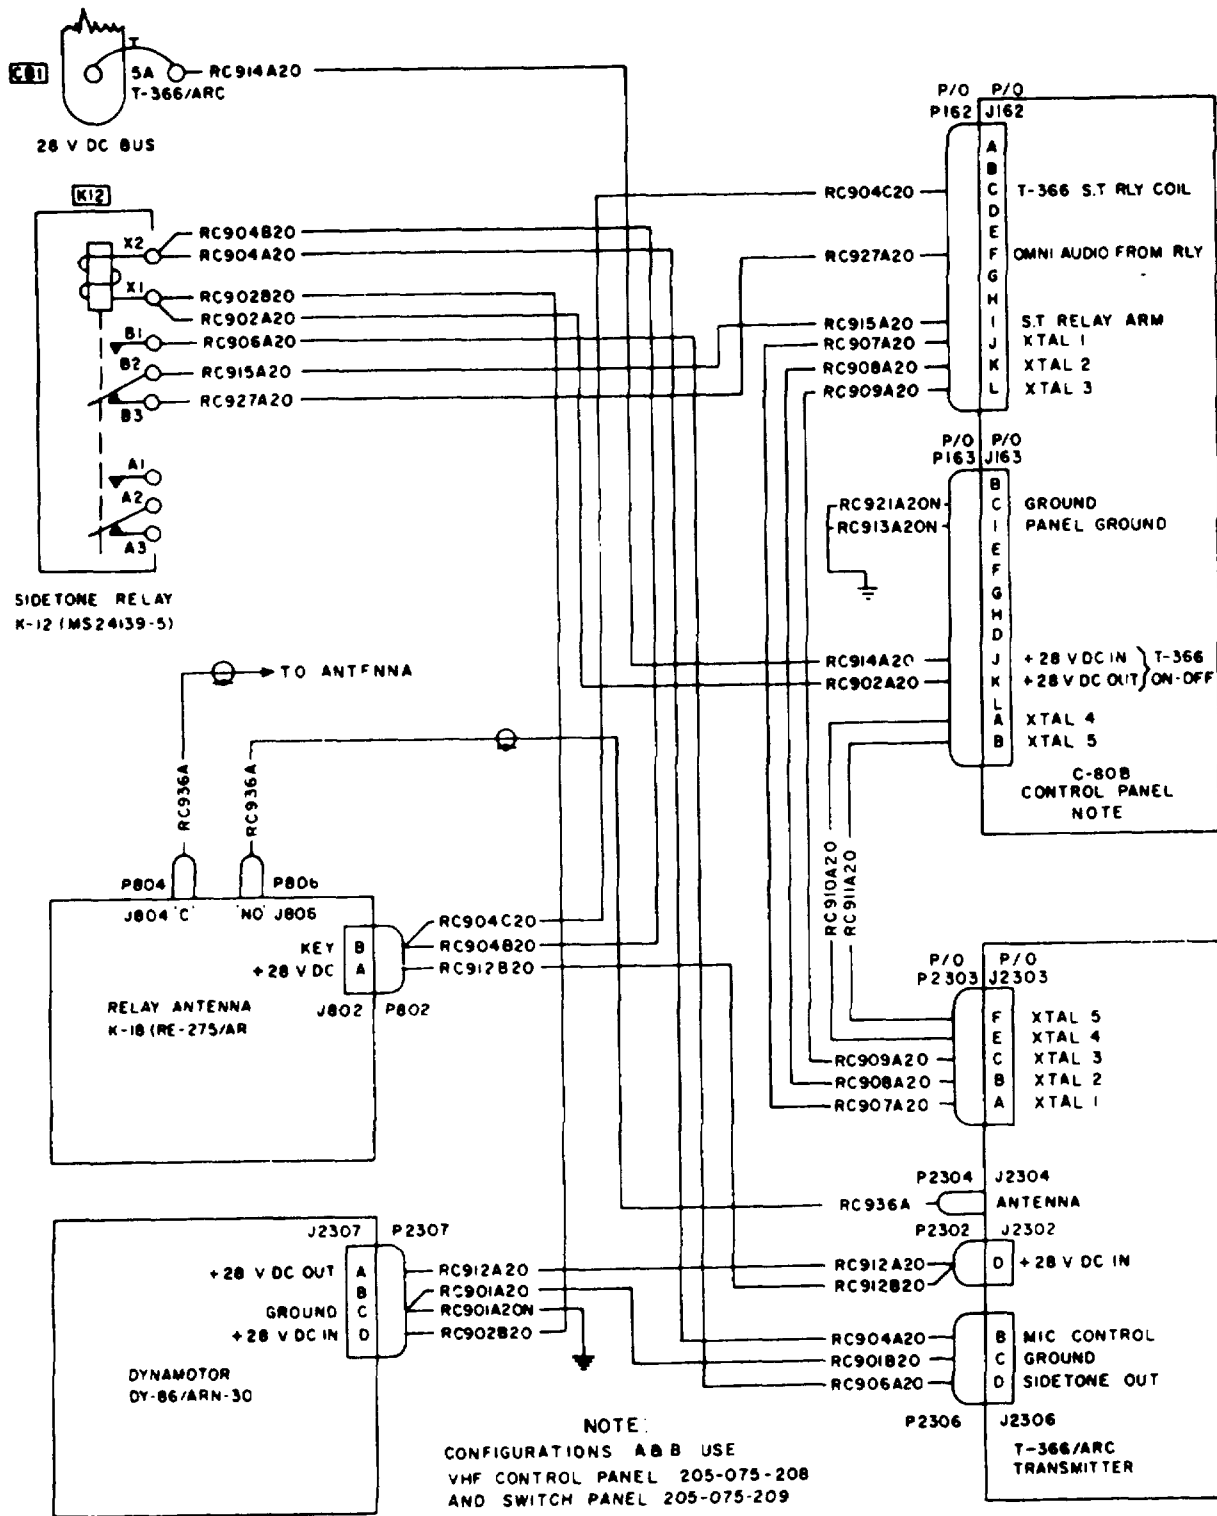 CB1
T
5A
T-366/ARC
RC914A20
28 V DC BUS
K12
X2
RC904B20
RC904A20
X1
RC902B20
RC902A20
B1
RC906A20
B2
RC915A20
B3
RC927A20
A1
A2
A3
SIDETONE RELAY
K-12 (MS24139-5)
P/O P/O
P162 J162
A
B
RC904C20 C T-366 S.T RLY COIL
D
E
RC927A20 F OMNI AUDIO FROM RLY
G
H
RC915A20 I S.T RELAY ARM
RC907A20 J XTAL 1
RC908A20 K XTAL 2
RC909A20 L XTAL 3
P/O P/O
P163 J163
B
RC921A20N C GROUND
RC913A20N I PANEL GROUND
E
F
G
H
D
RC914A20 J +28 V DC IN T-366
RC902A20 K +28 V DC OUT ON-OFF
L
A XTAL 4
B XTAL 5
C-80B
CONTROL PANEL
NOTE
TO ANTENNA
RC936A
RC936A
RC910A20
RC911A20
P804 P806
J804 'C' 'NO' J806
RC904C20
KEY B RC904B20
+28 V DC A RC912B20
J802 P802
RELAY ANTENNA
K-18 (RE-275/AR
P/O P/O
P2303 J2303
F XTAL 5
E XTAL 4
RC909A20 C XTAL 3
RC908A20 B XTAL 2
RC907A20 A XTAL 1
P2304 J2304
RC936A ANTENNA
P2302 J2302
RC912A20 D +28 V DC IN
RC912B20
RC904A20 B MIC CONTROL
RC901B20 C GROUND
RC906A20 D SIDETONE OUT
P2306 J2306
T-366/ARC
TRANSMITTER
J2307 P2307
+28 V DC OUT A RC912A20
B RC901A20
GROUND C RC901A20N
+28 V DC IN D RC902B20
DYNAMOTOR
DY-86/ARN-30
NOTE:
CONFIGURATIONS A & B USE
VHF CONTROL PANEL 205-075-208
AND SWITCH PANEL 205-075-209